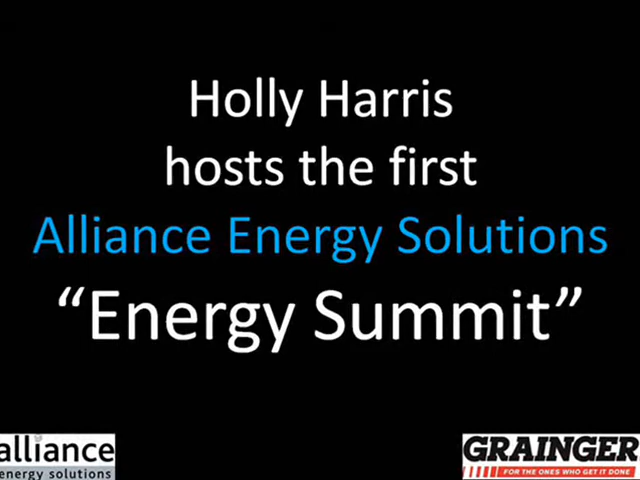 Holly Harris
hosts the first
Alliance Energy Solutions
“Energy Summit”
alliance
energy solutions
GRAINGER
FOR THE ONES WHO GET IT DONE